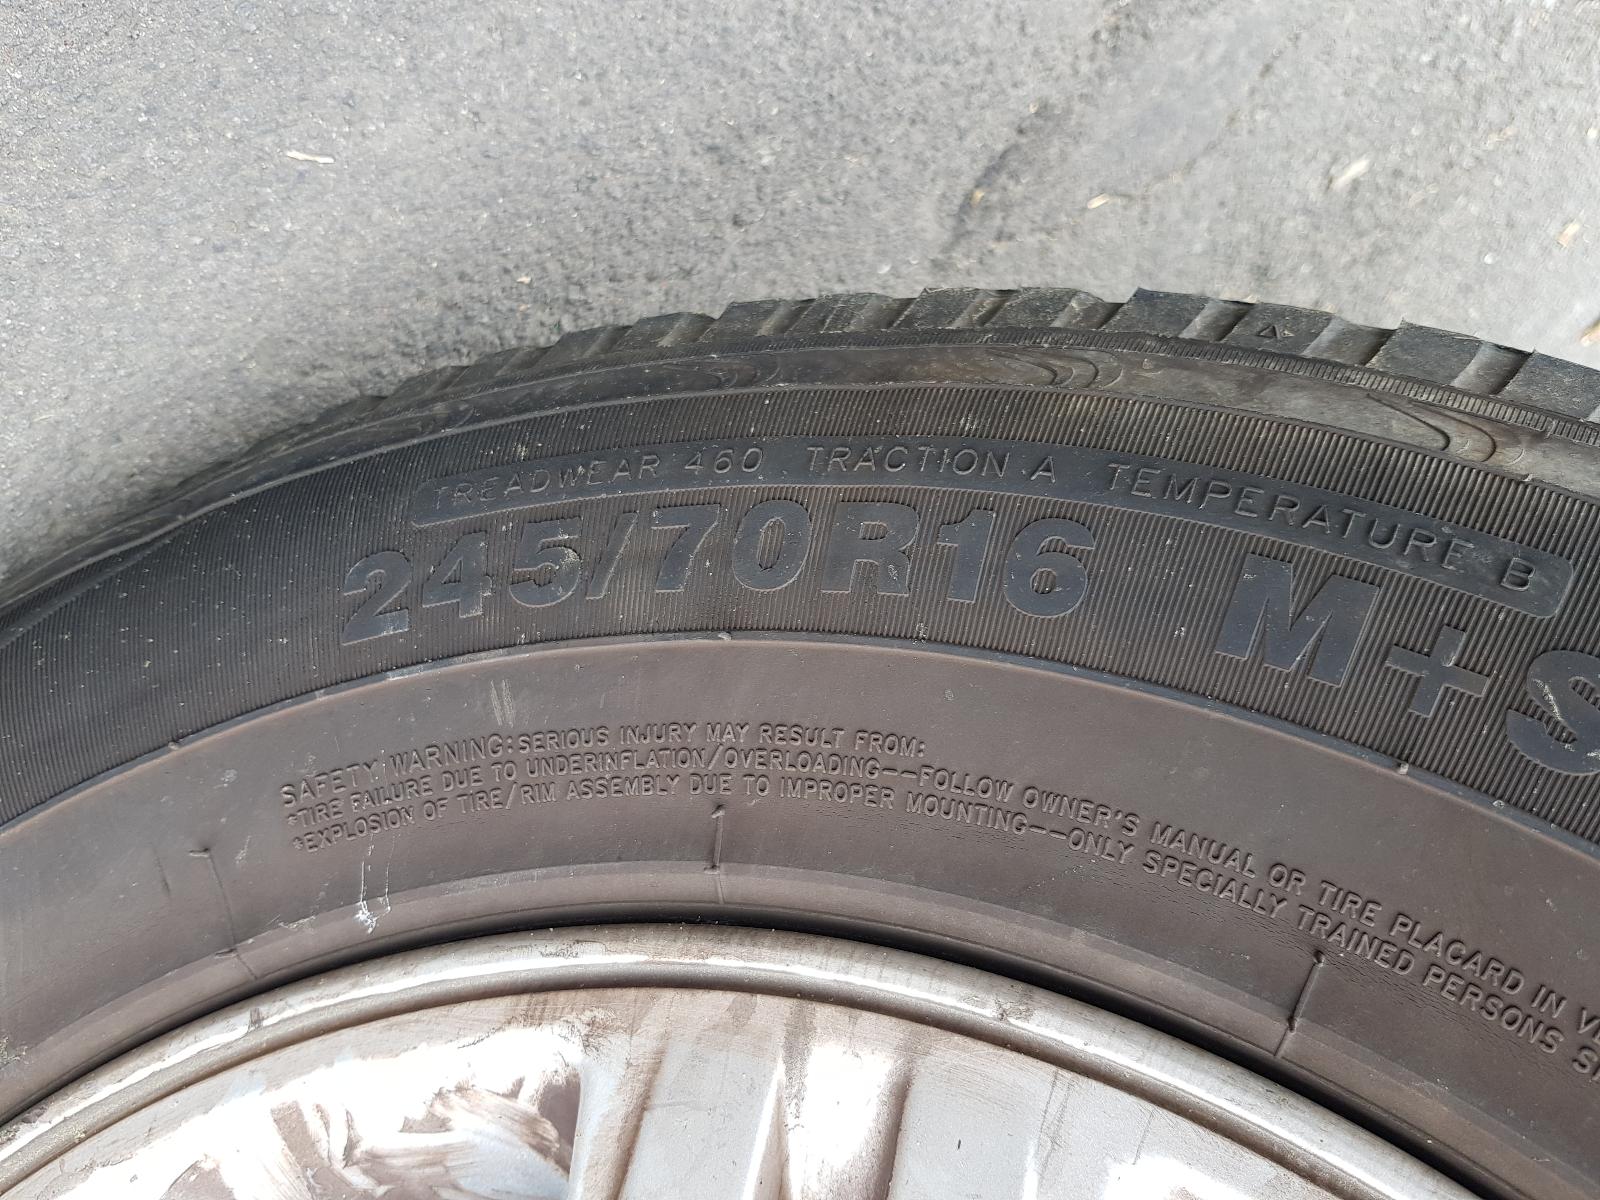 TREADWEAR 460 TRACTION A TEMPERATURE B
245/70R16 M+S
SAFETY WARNING: SERIOUS INJURY MAY RESULT FROM:
*TIRE FAILURE DUE TO UNDERINFLATION/OVERLOADING--FOLLOW OWNER'S MANUAL OR TIRE PLACARD IN
*EXPLOSION OF TIRE/RIM ASSEMBLY DUE TO IMPROPER MOUNTING--ONLY SPECIALLY TRAINED PERSONS